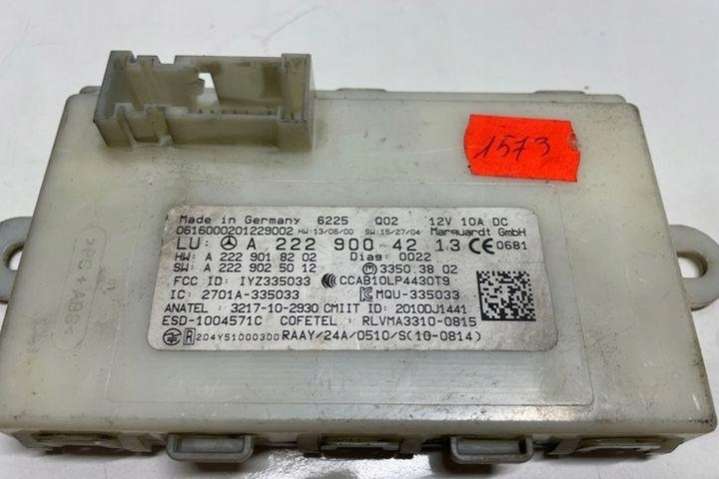 1573
Made in Germany 6225 Q02 12V 10A DC
0616000201229002 HW:13/06/00 SW:15/27/04 Marquardt GmbH
LU: A 222 900 42 13 CE 0681
HW: A 222 901 82 02 Diag: 0022
SW: A 222 902 50 12 3350.38 02
FCC ID: IYZ335033 CCAB10LP4430T9
IC: 2701A-335033 MQU-335033
ANATEL: 3217-10-2930 CMIIT ID: 2010DJ1441
ESD-1004571C COFETEL: RLVMA3310-0815
R 204Y51000300 RAAY/24A/0510/S(10-0814)
>PC+ABS<